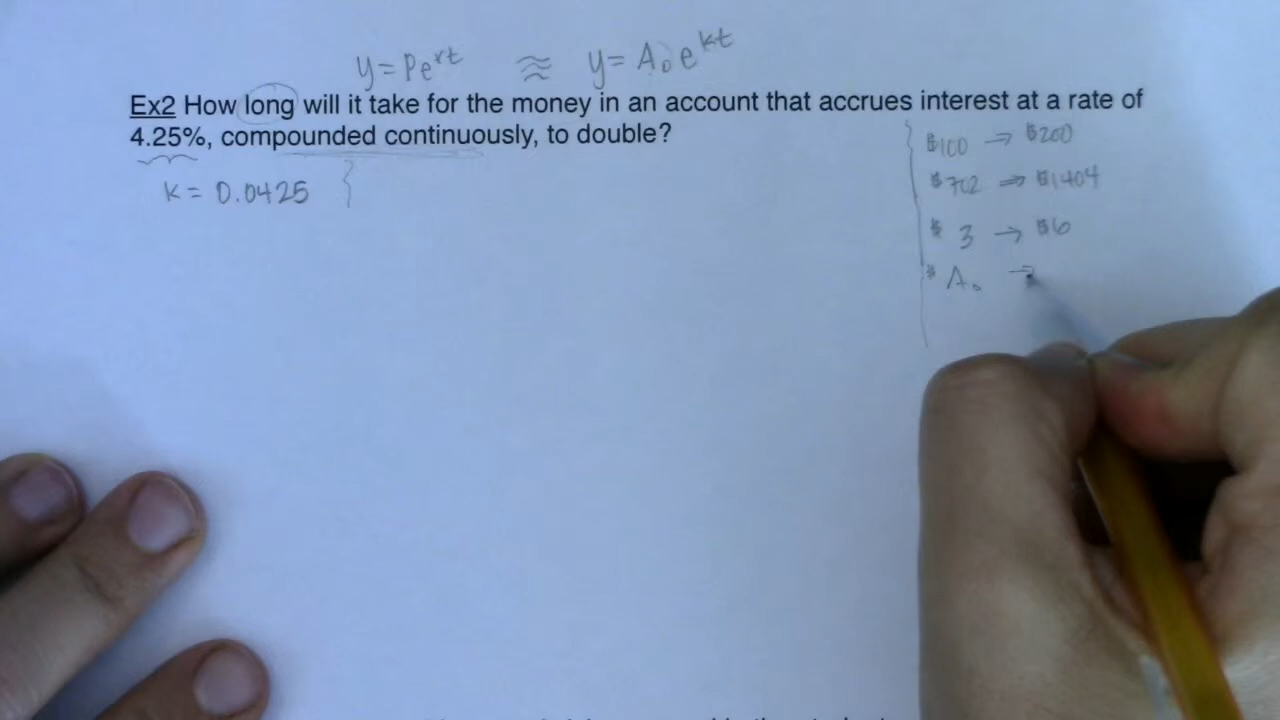 y = Pe^rt ≈ y = A₀e^kt
Ex2 How long will it take for the money in an account that accrues interest at a rate of
4.25%, compounded continuously, to double?
k = 0.0425
$100 → $200
$702 → $1404
$3 → $6
$A₀ →